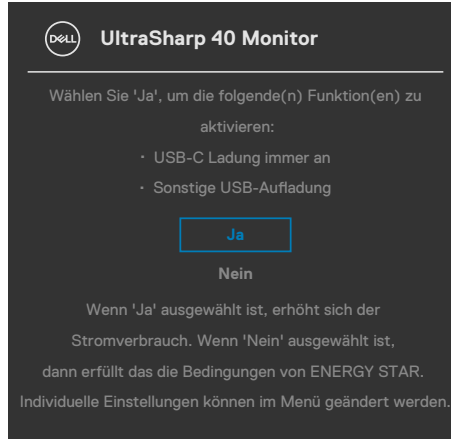 DELL UltraSharp 40 Monitor
Wählen Sie 'Ja', um die folgende(n) Funktion(en) zu
aktivieren:
· USB-C Ladung immer an
· Sonstige USB-Aufladung
Ja
Nein
Wenn 'Ja' ausgewählt ist, erhöht sich der
Stromverbrauch. Wenn 'Nein' ausgewählt ist,
dann erfüllt das die Bedingungen von ENERGY STAR.
Individuelle Einstellungen können im Menü geändert werden.